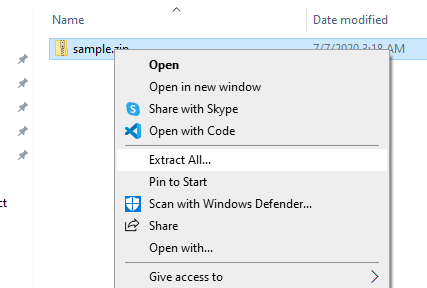 Name
Date modified
sample.zip
7/7/2020 3:18 AM
Open
Open in new window
Share with Skype
Open with Code
Extract All...
Pin to Start
Scan with Windows Defender...
Share
Open with...
Give access to
ct